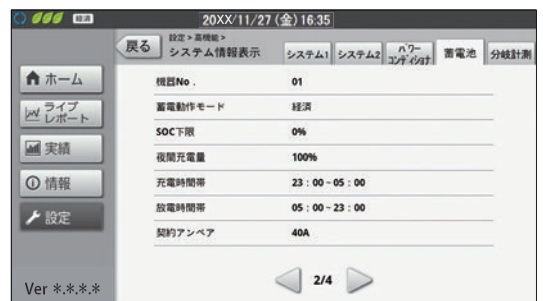 経済
20XX/11/27 (金) 16:35
戻る
設定 > 高機能 >
システム情報表示
システム1
システム2
パワー
コンディショナ
蓄電池
分岐計測
ホーム
ライブ
レポート
実績
情報
設定
Ver *.*.*.*
機器No.
01
蓄電動作モード
経済
SOC下限
0%
夜間充電量
100%
充電時間帯
23:00~05:00
放電時間帯
05:00~23:00
契約アンペア
40A
2/4